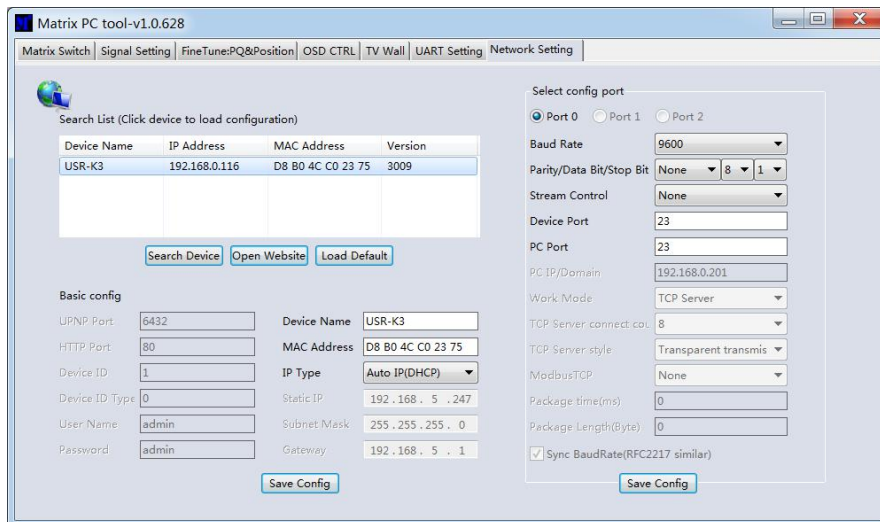 Matrix PC tool-v1.0.628
Matrix Switch Signal Setting FineTune:PQ&Position OSD CTRL TV Wall UART Setting Network Setting
Search List (Click device to load configuration)
Device Name IP Address MAC Address Version
USR-K3 192.168.0.116 D8 B0 4C C0 23 75 3009
Search Device Open Website Load Default
Basic config
UPNP Port 6432 Device Name USR-K3
HTTP Port 80 MAC Address D8 B0 4C C0 23 75
Device ID 1 IP Type Auto IP(DHCP)
Device ID Type 0 Static IP 192 . 168 . 5 . 247
User Name admin Subnet Mask 255 . 255 . 255 . 0
Password admin Gateway 192 . 168 . 5 . 1
Save Config
Select config port
Port 0 Port 1 Port 2
Baud Rate 9600
Parity/Data Bit/Stop Bit None 8 1
Stream Control None
Device Port 23
PC Port 23
PC IP/Domain 192.168.0.201
Work Mode TCP Server
TCP Server connect cou 8
TCP Server style Transparent transmis
ModbusTCP None
Package time(ms) 0
Package Length(Byte) 0
Sync BaudRate(RFC2217 similar)
Save Config